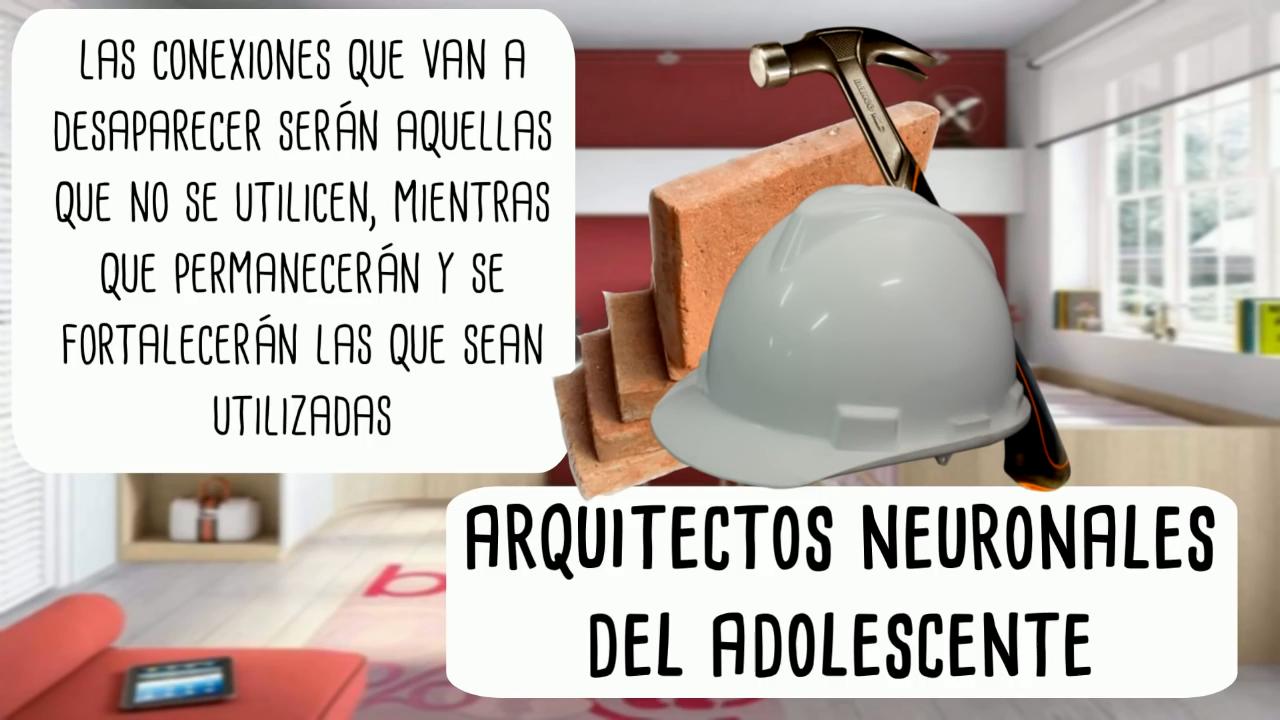 LAS CONEXIONES QUE VAN A
DESAPARECER SERÁN AQUELLAS
QUE NO SE UTILICEN, MIENTRAS
QUE PERMANECERÁN Y SE
FORTALECERÁN LAS QUE SEAN
UTILIZADAS
ARQUITECTOS NEURONALES
DEL ADOLESCENTE